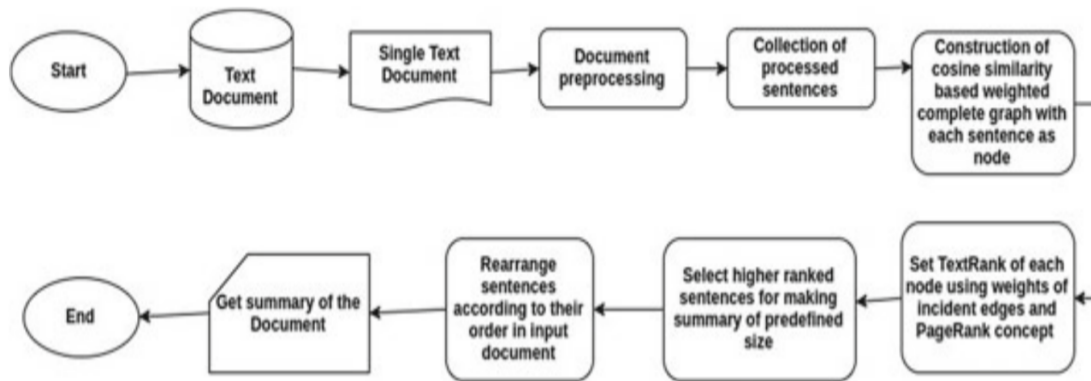 Start
Text
Document
Single Text
Document
Document
preprocessing
Collection of
processed
sentences
Construction of
cosine similarity
based weighted
complete graph with
each sentence as
node
Set TextRank of each
node using weights of
incident edges and
PageRank concept
Select higher ranked
sentences for making
summary of predefined
size
Rearrange
sentences
according to their
order in input
document
Get summary of the
Document
End